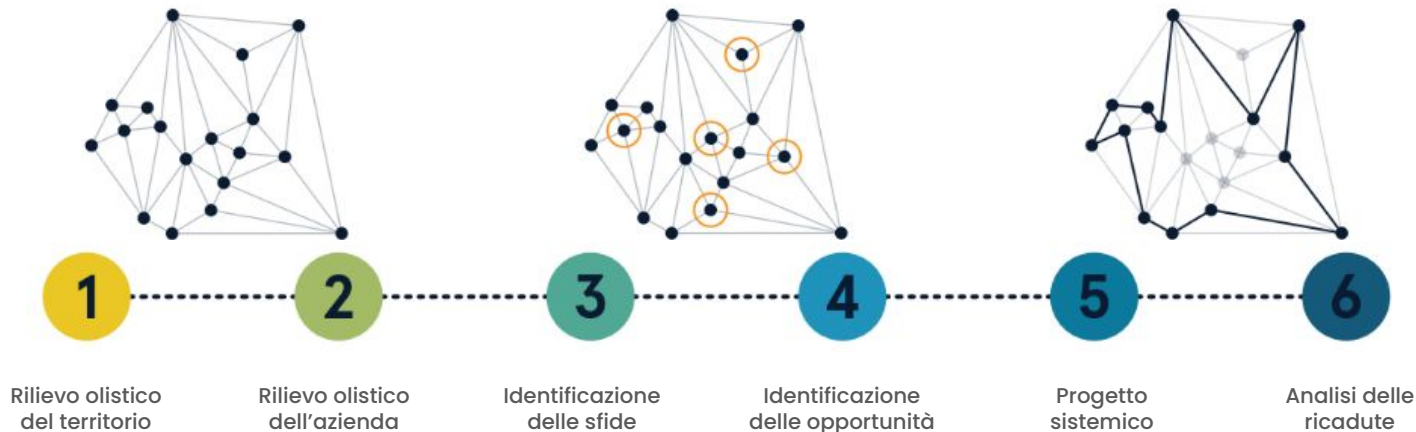 1
2
3
4
5
6
Rilievo olistico
del territorio
Rilievo olistico
dell’azienda
Identificazione
delle sfide
Identificazione
delle opportunità
Progetto
sistemico
Analisi delle
ricadute